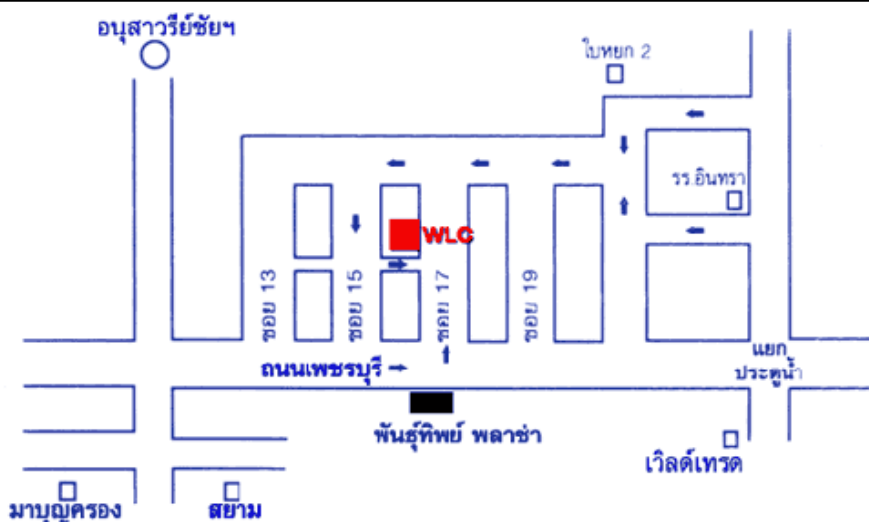 อนุสาวรีย์ชัยฯ
ใบหยก 2
รร.อินทรา
WLC
ซอย 13
ซอย 15
ซอย 17
ซอย 19
แยก
ประตูน้ำ
ถนนเพชรบุรี
พันธุ์ทิพย์ พลาซ่า
เวิลด์เทรด
มาบุญครอง
สยาม